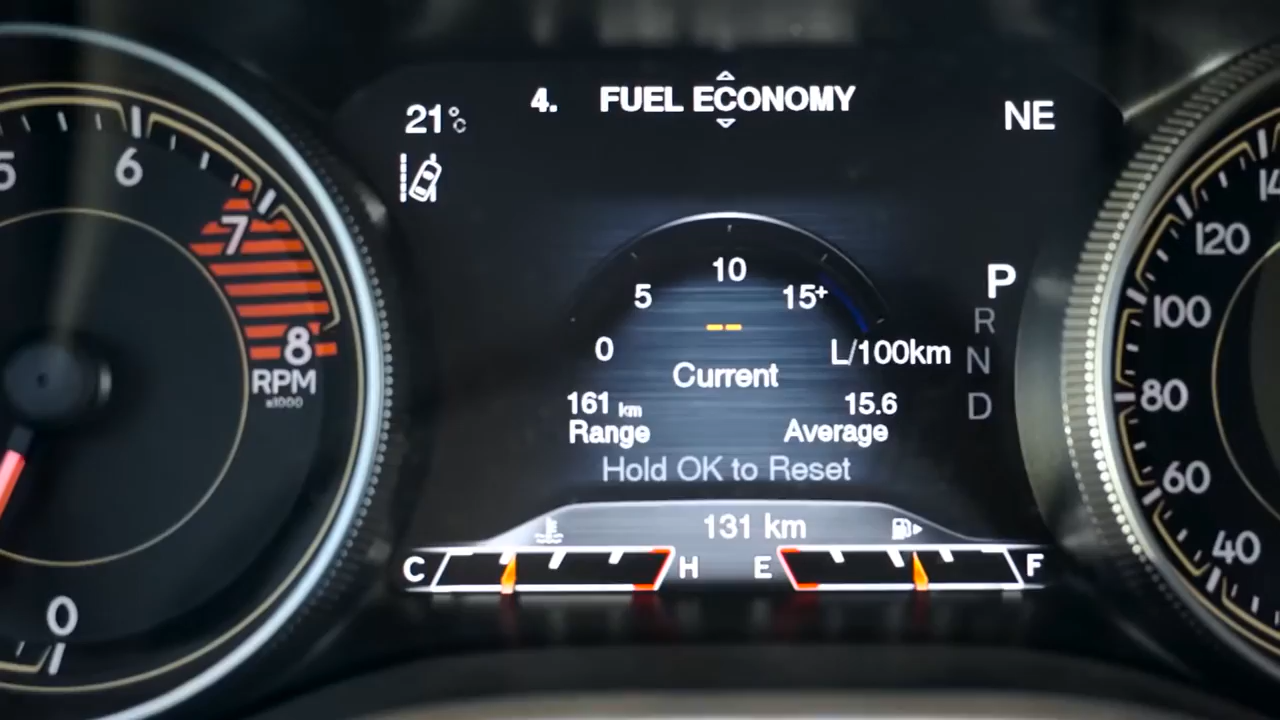 4. FUEL ECONOMY
21°C
NE
5
6
7
8
RPM
x1000
0
0
5
10
15+
--
L/100km
Current
161 km
Range
15.6
Average
Hold OK to Reset
P
R
N
D
131 km
C
H
E
F
120
100
80
60
40